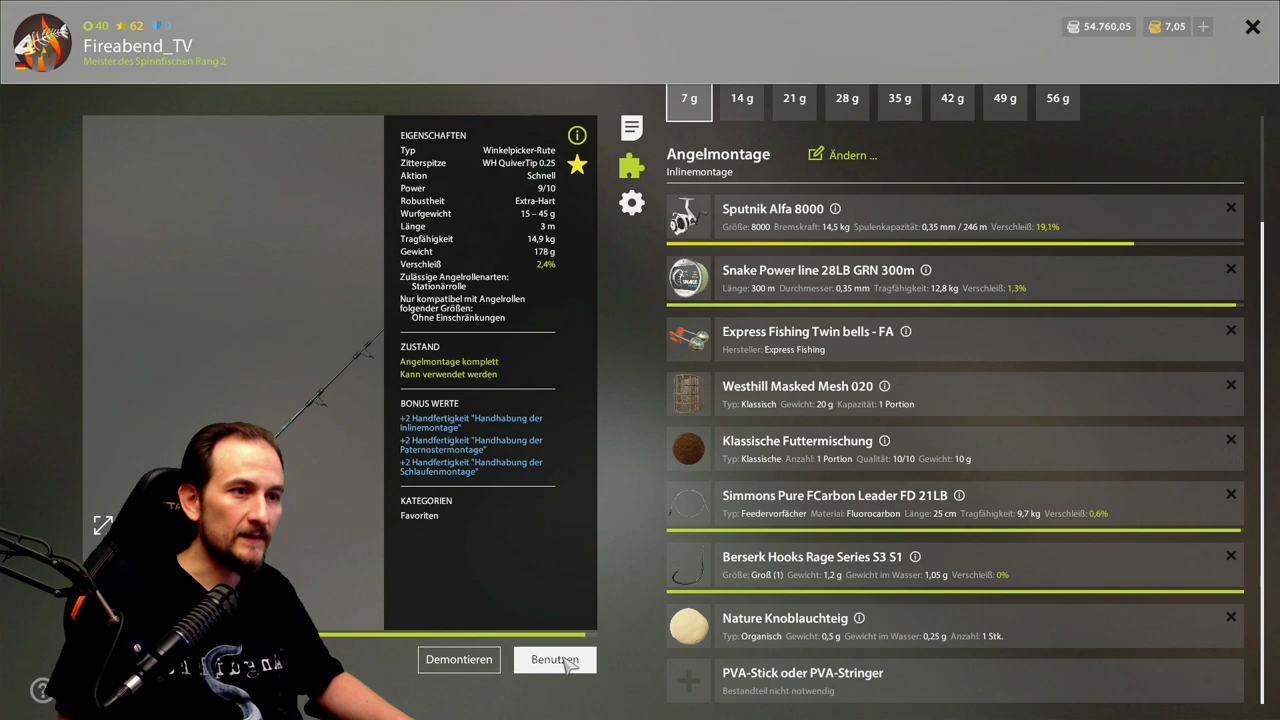 40 62 0
Fireabend_TV
Meister des Spinnfischen Rang 2
54.760,05 7,05
EIGENSCHAFTEN
Typ Winkelpicker-Rute
Zitterspitze WH QuiverTip 0.25
Aktion Schnell
Power 9/10
Robustheit Extra-Hart
Wurfgewicht 15 – 45 g
Länge 3 m
Tragfähigkeit 14,9 kg
Gewicht 178 g
Verschleiß 2,4%
Zulässige Angelrollenarten:
Stationärrolle
Nur kompatibel mit Angelrollen
folgender Größen:
Ohne Einschränkungen
ZUSTAND
Angelmontage komplett
Kann verwendet werden
BONUS WERTE
+2 Handfertigkeit "Handhabung der
Inlinemontage"
+2 Handfertigkeit "Handhabung der
Paternostermontage"
+2 Handfertigkeit "Handhabung der
Schlaufenmontage"
KATEGORIEN
Favoriten
Demontieren Benutzen
7 g 14 g 21 g 28 g 35 g 42 g 49 g 56 g
Angelmontage Ändern ...
Inlinemontage
Sputnik Alfa 8000
Größe: 8000 Bremskraft: 14,5 kg Spulenkapazität: 0,35 mm / 246 m Verschleiß: 19,1%
Snake Power line 28LB GRN 300m
Länge: 300 m Durchmesser: 0,35 mm Tragfähigkeit: 12,8 kg Verschleiß: 1,3%
Express Fishing Twin bells - FA
Hersteller: Express Fishing
Westhill Masked Mesh 020
Typ: Klassisch Gewicht: 20 g Kapazität: 1 Portion
Klassische Futtermischung
Typ: Klassische Anzahl: 1 Portion Qualität: 10/10 Gewicht: 10 g
Simmons Pure FCarbon Leader FD 21LB
Typ: Feedervorfächer Material: Fluorocarbon Länge: 25 cm Tragfähigkeit: 9,7 kg Verschleiß: 0,6%
Berserk Hooks Rage Series S3 S1
Größe: Groß (1) Gewicht: 1,2 g Gewicht im Wasser: 1,05 g Verschleiß: 0%
Nature Knoblauchteig
Typ: Organisch Gewicht: 0,5 g Gewicht im Wasser: 0,25 g Anzahl: 1 Stk.
PVA-Stick oder PVA-Stringer
Bestandteil nicht notwendig